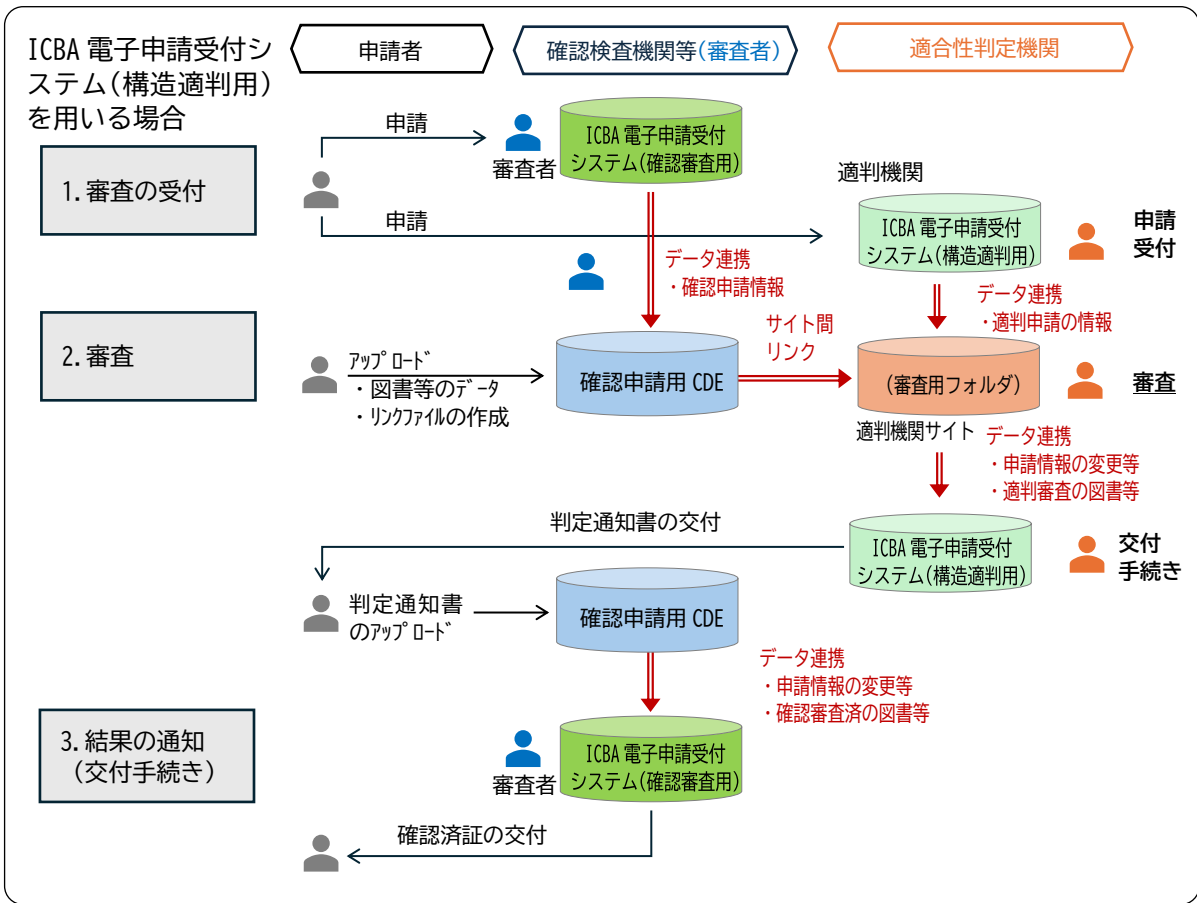 ICBA 電子申請受付シ
ステム(構造適判用)
を用いる場合
申請者
確認検査機関等(審査者)
適合性判定機関
1.審査の受付
申請
審査者
ICBA 電子申請受付
システム(確認審査用)
申請
適判機関
ICBA 電子申請受付
システム(構造適判用)
申請
受付
データ連携
・確認申請情報
データ連携
・適判申請の情報
2.審査
アップロード
・図書等のデータ
・リンクファイルの作成
確認申請用 CDE
サイト間
リンク
(審査用フォルダ)
審査
適判機関サイト
データ連携
・申請情報の変更等
・適判審査の図書等
判定通知書の交付
ICBA 電子申請受付
システム(構造適判用)
交付
手続き
判定通知書
のアップロード
確認申請用 CDE
データ連携
・申請情報の変更等
・確認審査済の図書等
3.結果の通知
(交付手続き)
審査者
ICBA 電子申請受付
システム(確認審査用)
確認済証の交付